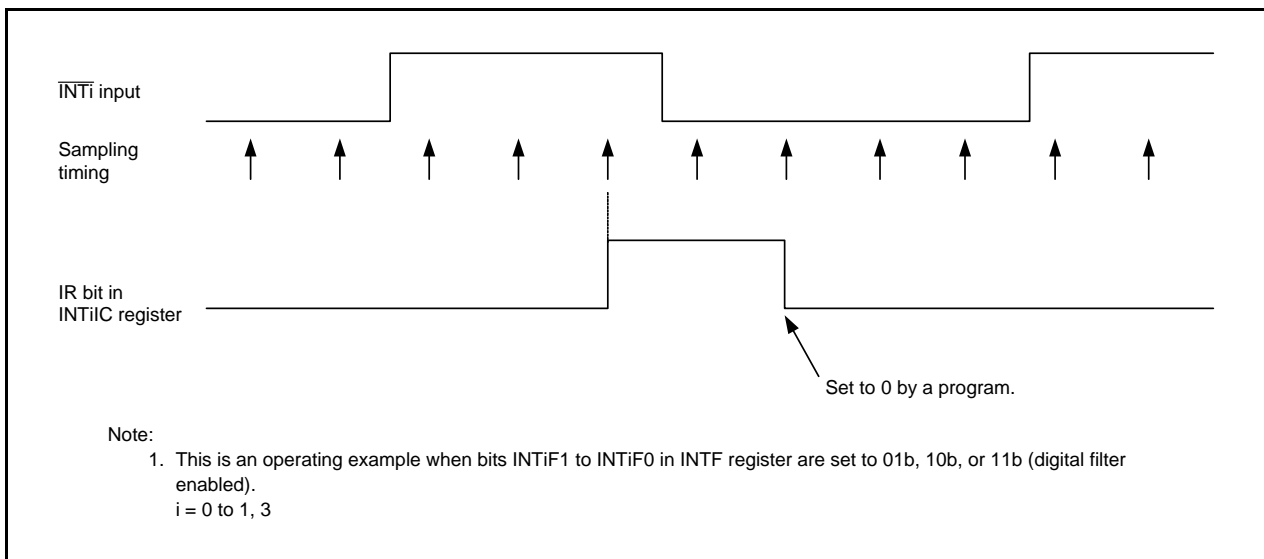 INTi input
Sampling
timing
IR bit in
INTiIC register
Set to 0 by a program.
Note:
1. This is an operating example when bits INTiF1 to INTiF0 in INTF register are set to 01b, 10b, or 11b (digital filter
enabled).
i = 0 to 1, 3